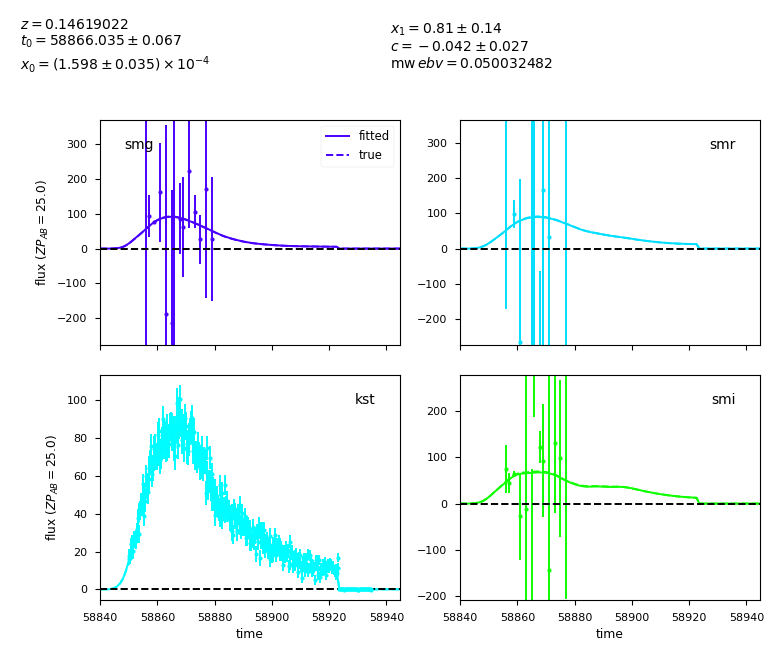 z = 0.14619022
t₀ = 58866.035 ± 0.067
x₀ = (1.598 ± 0.035) × 10⁻⁴
x₁ = 0.81 ± 0.14
c = −0.042 ± 0.027
mw ebv = 0.050032482
smg
fitted
true
300
200
100
0
−100
−200
flux (ZP_AB = 25.0)
smr
300
200
100
0
−100
−200
kst
100
80
60
40
20
0
flux (ZP_AB = 25.0)
58840 58860 58880 58900 58920 58940
time
smi
200
100
0
−100
−200
58840 58860 58880 58900 58920 58940
time